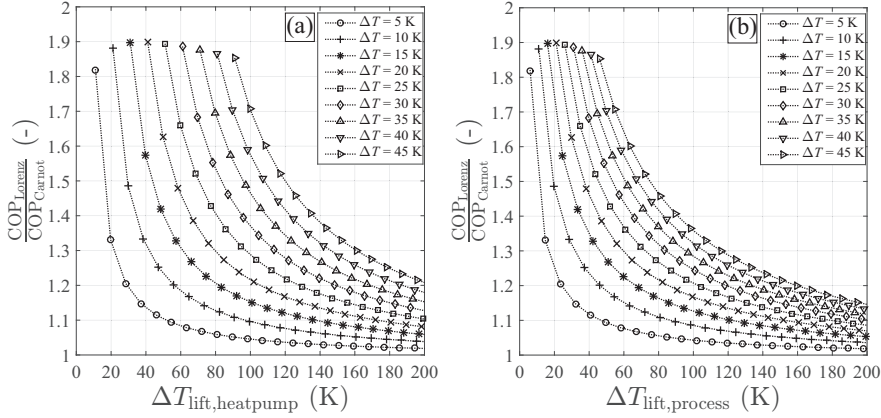 (a)
ΔT = 5 K
ΔT = 10 K
ΔT = 15 K
ΔT = 20 K
ΔT = 25 K
ΔT = 30 K
ΔT = 35 K
ΔT = 40 K
ΔT = 45 K
2
1.9
1.8
1.7
1.6
1.5
1.4
1.3
1.2
1.1
1
COP_Lorenz
COP_Carnot (-)
0 20 40 60 80 100 120 140 160 180 200
ΔT_lift,heatpump (K)
(b)
ΔT = 5 K
ΔT = 10 K
ΔT = 15 K
ΔT = 20 K
ΔT = 25 K
ΔT = 30 K
ΔT = 35 K
ΔT = 40 K
ΔT = 45 K
2
1.9
1.8
1.7
1.6
1.5
1.4
1.3
1.2
1.1
1
COP_Lorenz
COP_Carnot (-)
0 20 40 60 80 100 120 140 160 180 200
ΔT_lift,process (K)